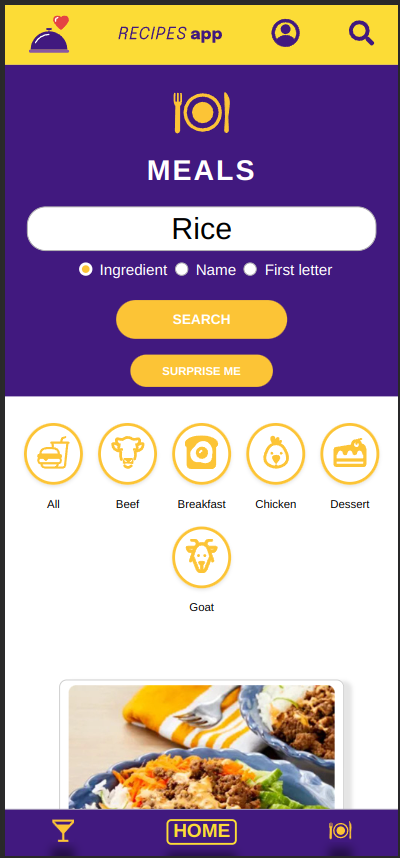 RECIPES app
MEALS
Rice
Ingredient Name First letter
SEARCH
SURPRISE ME
All Beef Breakfast Chicken Dessert
Goat
HOME